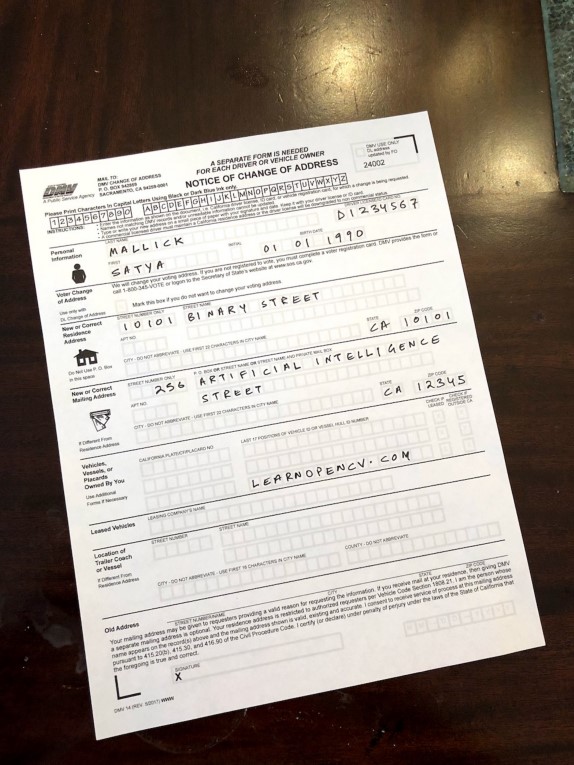 DMV
A Public Service Agency
MAIL TO:
DMV CHANGE OF ADDRESS
P. O. BOX 942859
SACRAMENTO, CA 94259-0001
A SEPARATE FORM IS NEEDED
FOR EACH DRIVER OR VEHICLE OWNER
NOTICE OF CHANGE OF ADDRESS
DMV USE ONLY
DL address
updated by FO
24002
Please Print Characters In Capital Letters Using Black or Dark Blue Ink only.
1 2 3 4 5 6 7 8 9 0 A B C D E F G H I J K L M N O P Q R S T U V W X Y Z
INSTRUCTIONS:
Personal
Information
LAST NAME
MALLICK
D1234567
FIRST
SATYA
INITIAL
BIRTH DATE
01 01 1990
Voter Change
of Address
Use only with
DL Change of Address
We will change your voting address. If you are not registered to vote, you must complete a voter registration card. DMV provides the form or
call 1-800-345-VOTE or logon to the Secretary of State's website at www.sos.ca.gov.
Mark this box if you do not want to change your voting address.
New or Correct
Residence
Address
Do Not Use P.O. Box
in this space
STREET NUMBER ONLY
10101
STREET NAME
BINARY STREET
APT NO.
CITY - DO NOT ABBREVIATE - USE FIRST 22 CHARACTERS IN CITY NAME
STATE
CA
ZIP CODE
10101
New or Correct
Mailing Address
If Different From
Residence Address
STREET NUMBER ONLY
256
P. O. BOX OR STREET NAME OR STREET NAME AND PRIVATE MAIL BOX
ARTIFICIAL INTELLIGENCE
STREET
APT NO.
CITY - DO NOT ABBREVIATE - USE FIRST 22 CHARACTERS IN CITY NAME
STATE
CA
ZIP CODE
12345
Vehicles,
Vessels, or
Placards
Owned By You
Use Additional
Forms If Necessary
CALIFORNIA PLATE/CF/PLACARD NO.
LAST 17 POSITIONS OF VEHICLE ID OR VESSEL HULL ID NUMBER
CHECK IF
LEASED
CHECK IF
REGISTERED
OUTSIDE CA
LEARNOPENCV.COM
Leased Vehicles
LEASING COMPANY'S NAME
Location of
Trailer Coach
or Vessel
If Different From
Residence Address
STREET NUMBER
STREET NAME
CITY - DO NOT ABBREVIATE - USE FIRST 18 CHARACTERS IN CITY NAME
COUNTY - DO NOT ABBREVIATE
Old Address
STREET NUMBER/NAME
CITY
STATE
ZIP CODE
Your mailing address may be given to requesters providing a valid reason for requesting the information. If you receive mail at your residence, then giving DMV
a separate mailing address is optional. Your residence address is restricted to authorized requesters per Vehicle Code Section 1808.21. I am the person whose
name appears on the record(s) above and the mailing address shown is valid, existing and accurate. I consent to receive service of process at this mailing address
pursuant to 415.20(b), 415.30, and 416.90 of the Civil Procedure Code. I certify (or declare) under penalty of perjury under the laws of the State of California that
the foregoing is true and correct.
SIGNATURE
X
DMV 14 (REV. 5/2017) WWW